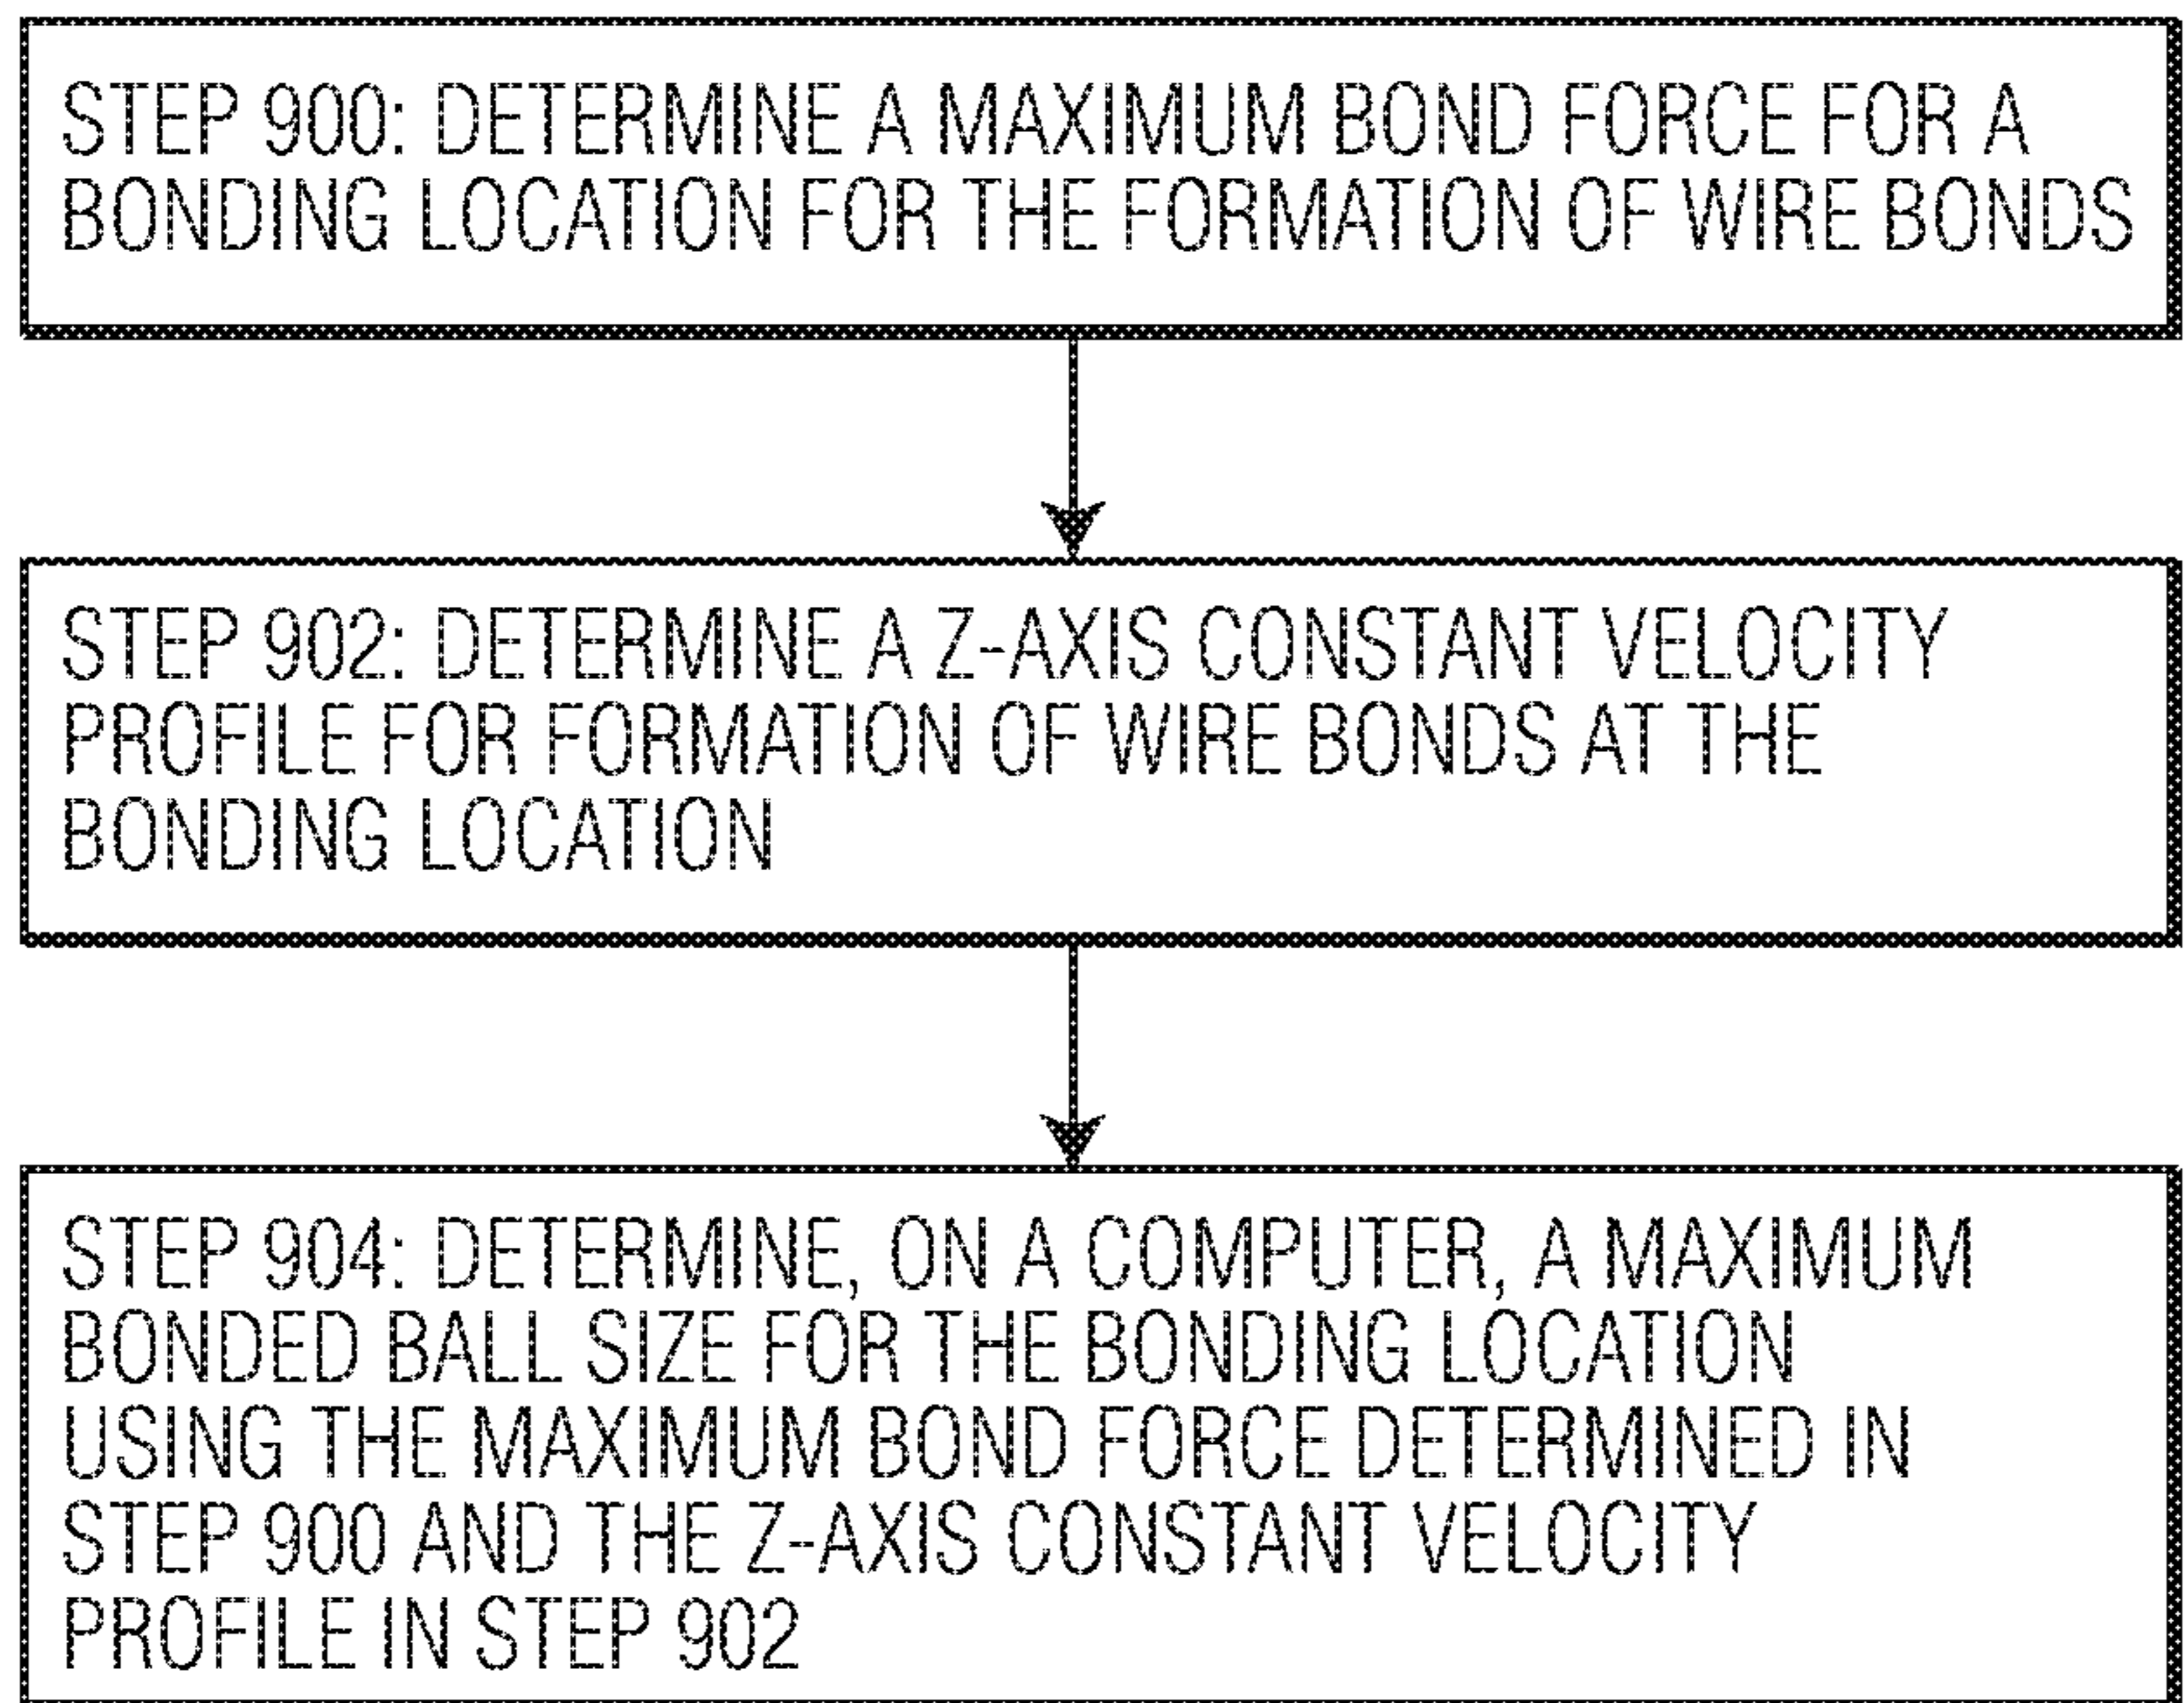 STEP 900: DETERMINE A MAXIMUM BOND FORCE FOR A
BONDING LOCATION FOR THE FORMATION OF WIRE BONDS
STEP 902: DETERMINE A Z-AXIS CONSTANT VELOCITY
PROFILE FOR FORMATION OF WIRE BONDS AT THE
BONDING LOCATION
STEP 904: DETERMINE, ON A COMPUTER, A MAXIMUM
BONDED BALL SIZE FOR THE BONDING LOCATION
USING THE MAXIMUM BOND FORCE DETERMINED IN
STEP 900 AND THE Z-AXIS CONSTANT VELOCITY
PROFILE IN STEP 902